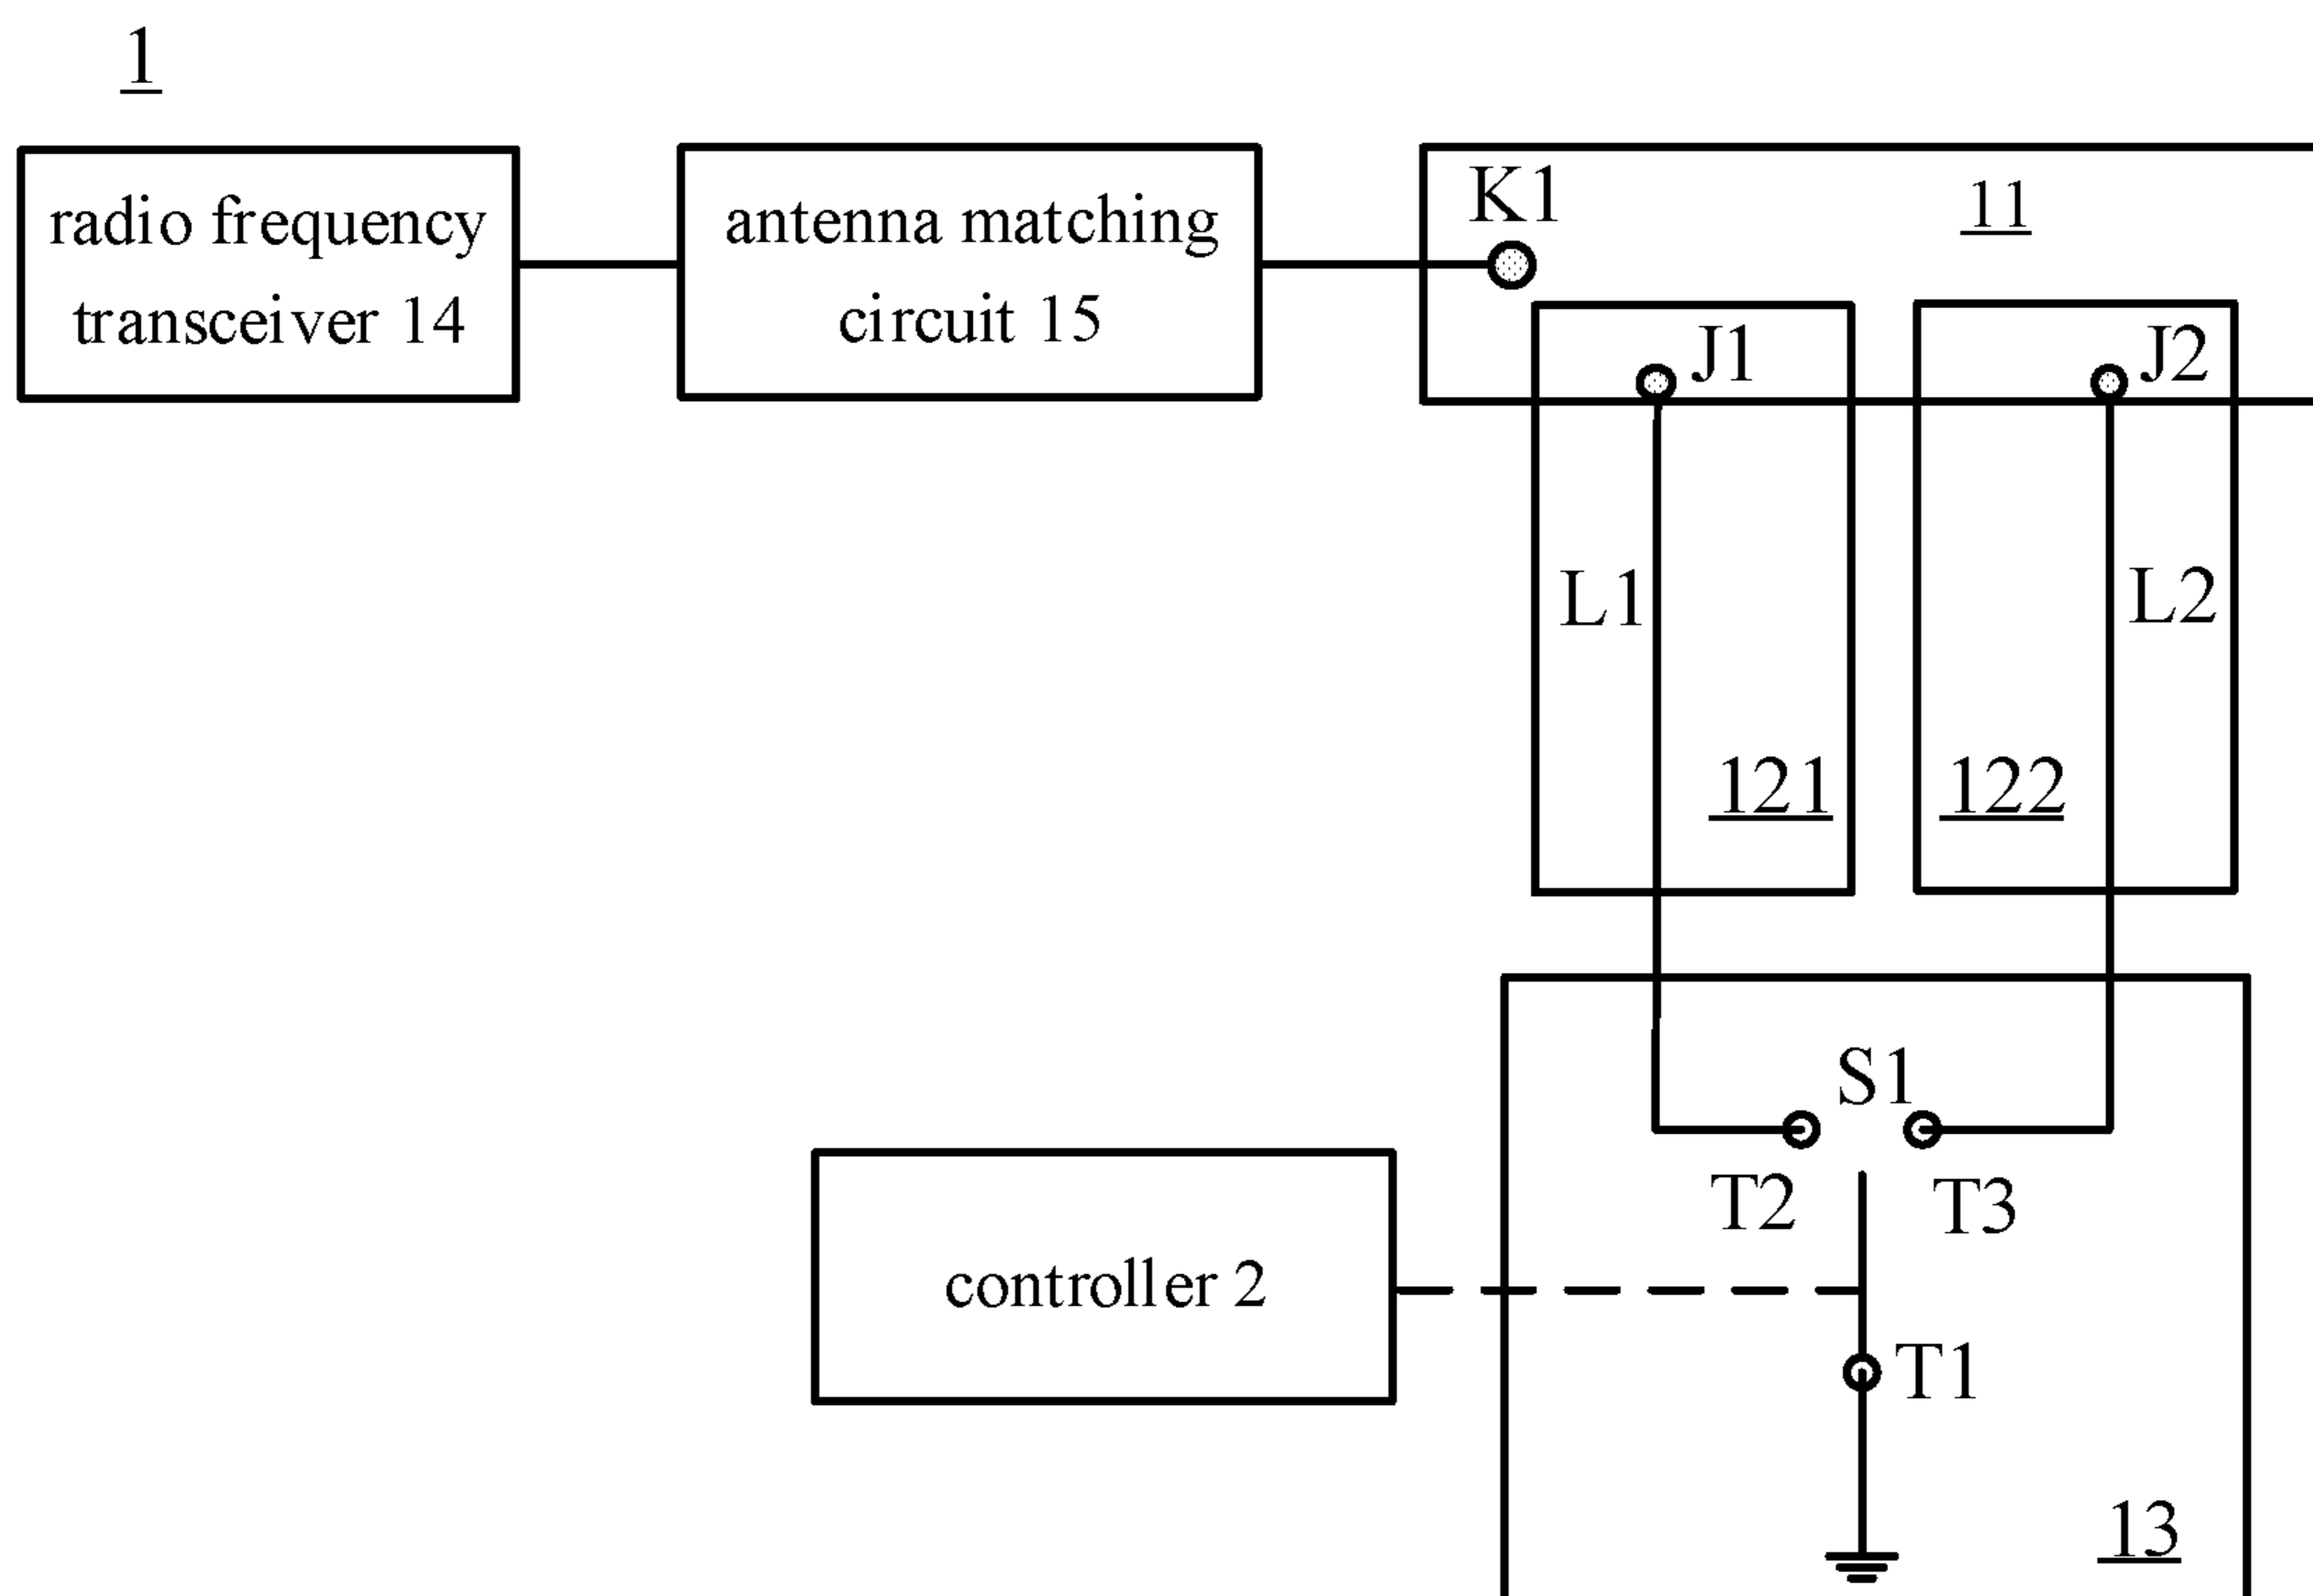 1
radio frequency
transceiver 14
antenna matching
circuit 15
K1
11
J1
J2
L1
L2
121
122
S1
T2
T3
controller 2
T1
13